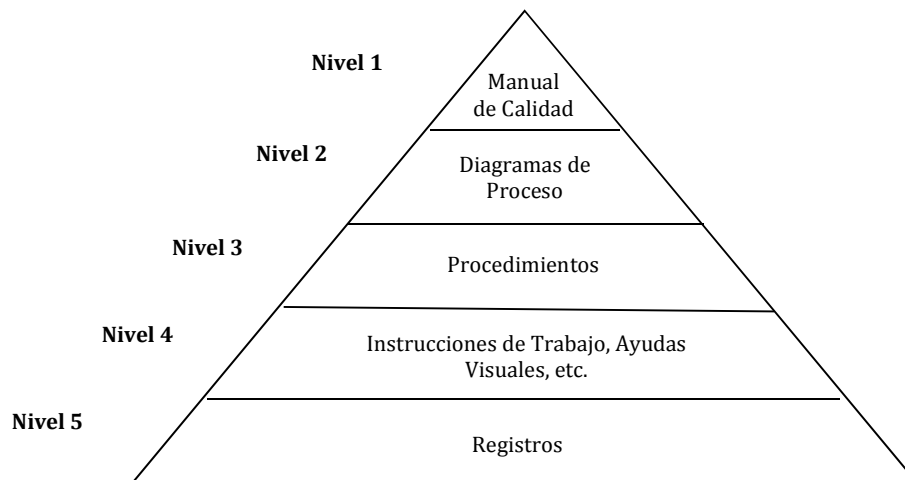 Nivel 1
Manual
de Calidad
Nivel 2
Diagramas de
Proceso
Nivel 3
Procedimientos
Nivel 4
Instrucciones de Trabajo, Ayudas
Visuales, etc.
Nivel 5
Registros